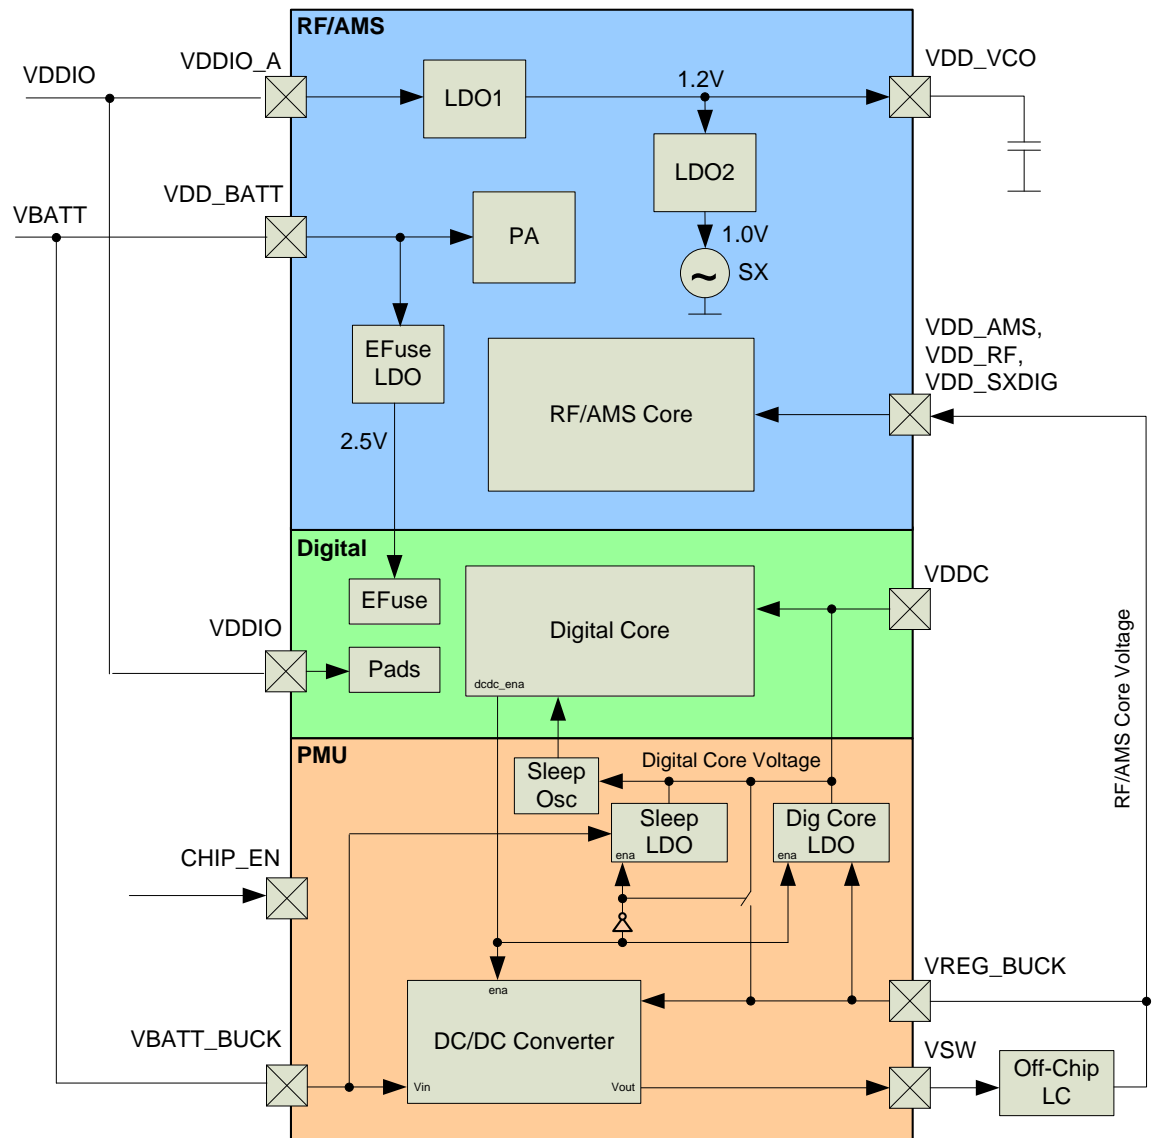 RF/AMS
VDDIO_A
VDD_VCO
VDDIO
LDO1
1.2V
LDO2
VDD_BATT
VBATT
PA
1.0V
~
SX
VDD_AMS,
VDD_RF,
VDD_SXDIG
EFuse
LDO
RF/AMS Core
2.5V
Digital
VDDC
EFuse
Digital Core
VDDIO
Pads
dcdc_ena
RF/AMS Core Voltage
PMU
Digital Core Voltage
Sleep
Osc
Sleep
LDO
ena
Dig Core
LDO
ena
CHIP_EN
VREG_BUCK
ena
DC/DC Converter
VBATT_BUCK
VSW
Vin
Vout
Off-Chip
LC